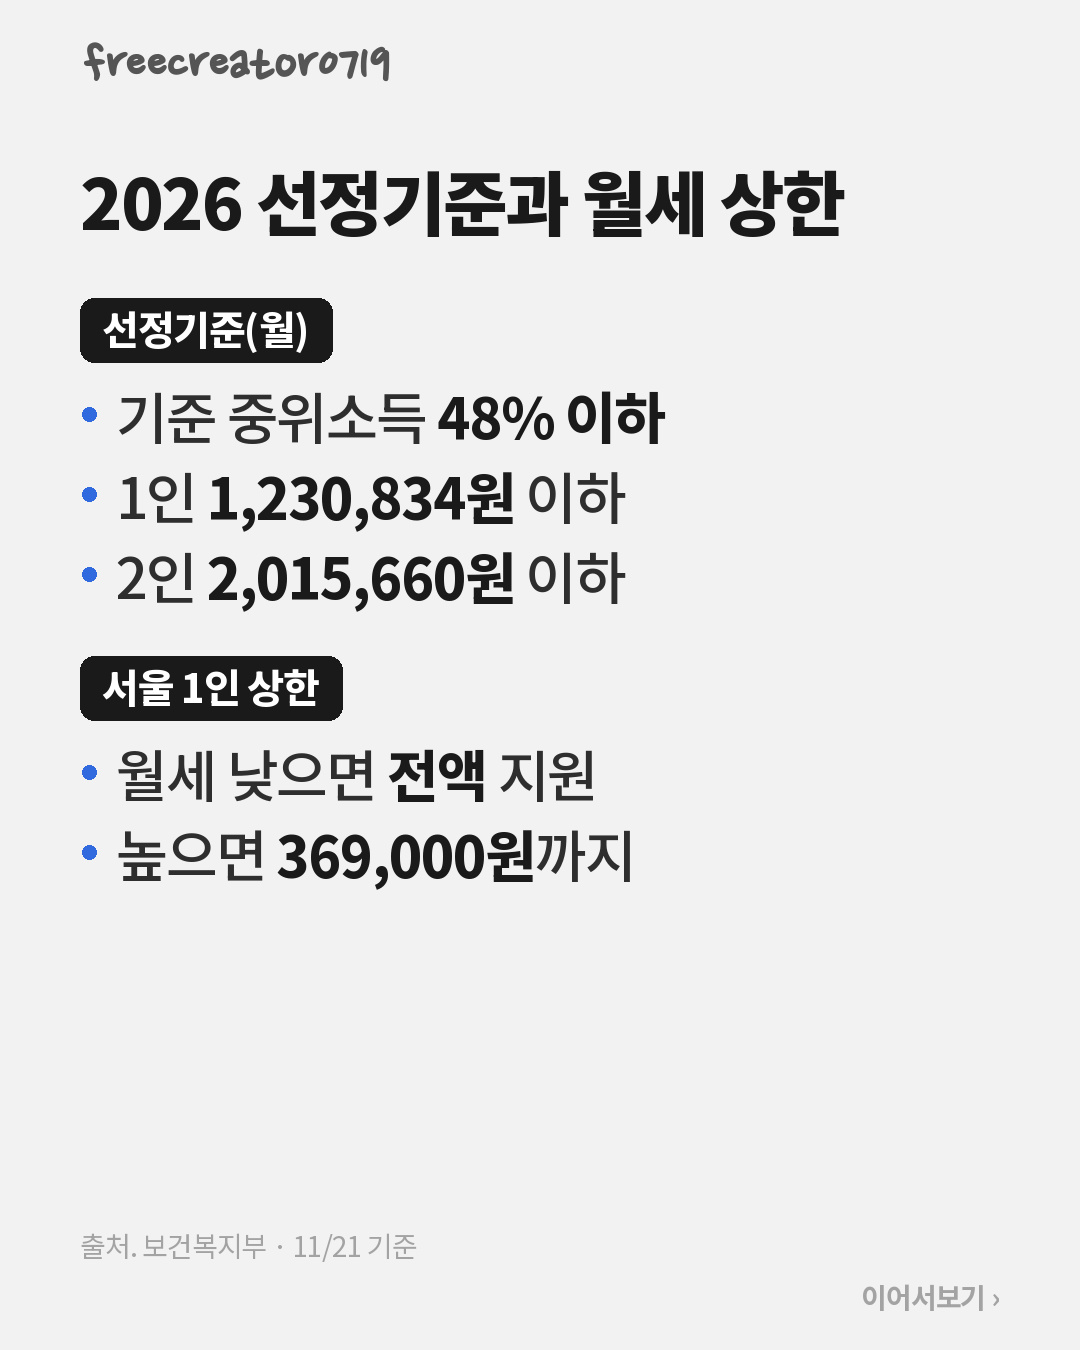 freecreator0719
2026 선정기준과 월세 상한
선정기준(월)
• 기준 중위소득 48% 이하
• 1인 1,230,834원 이하
• 2인 2,015,660원 이하
서울 1인 상한
• 월세 낮으면 전액 지원
• 높으면 369,000원까지
출처. 보건복지부 · 11/21 기준
이어서보기 ›